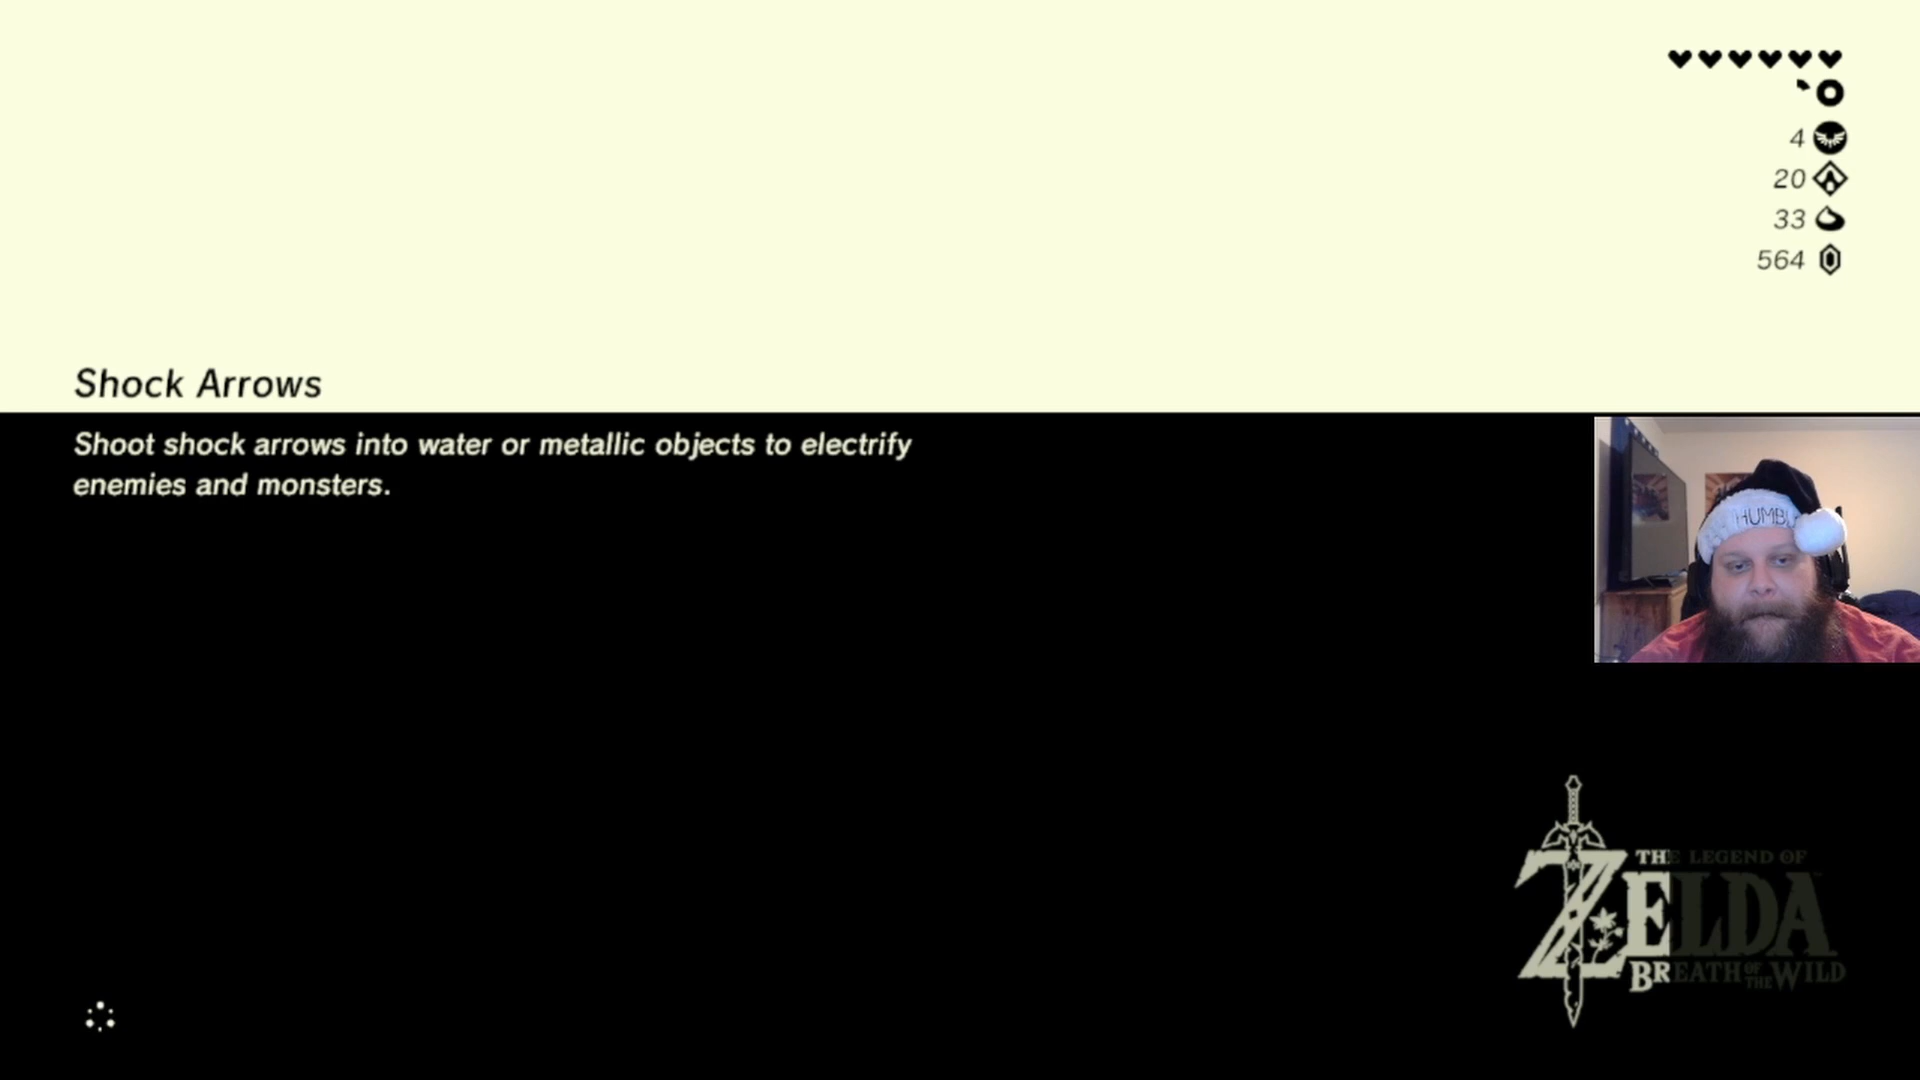 4
20
33
564
Shock Arrows
Shoot shock arrows into water or metallic objects to electrify
enemies and monsters.
HUMBU
THE LEGEND OF
ZELDA
BREATH OF THE WILD